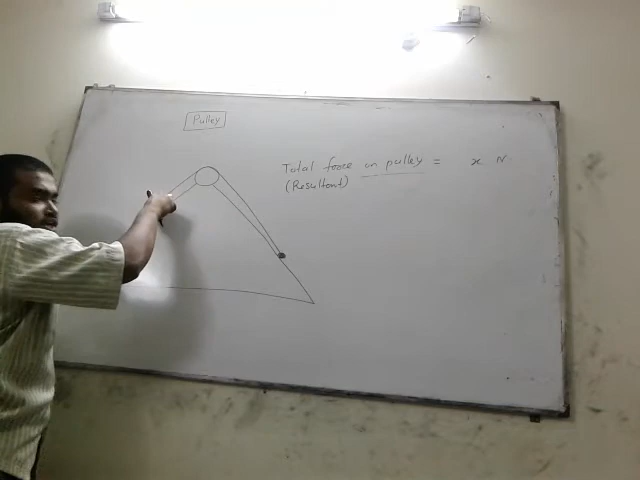 Pulley
Total force on pulley = x N
(Resultant)